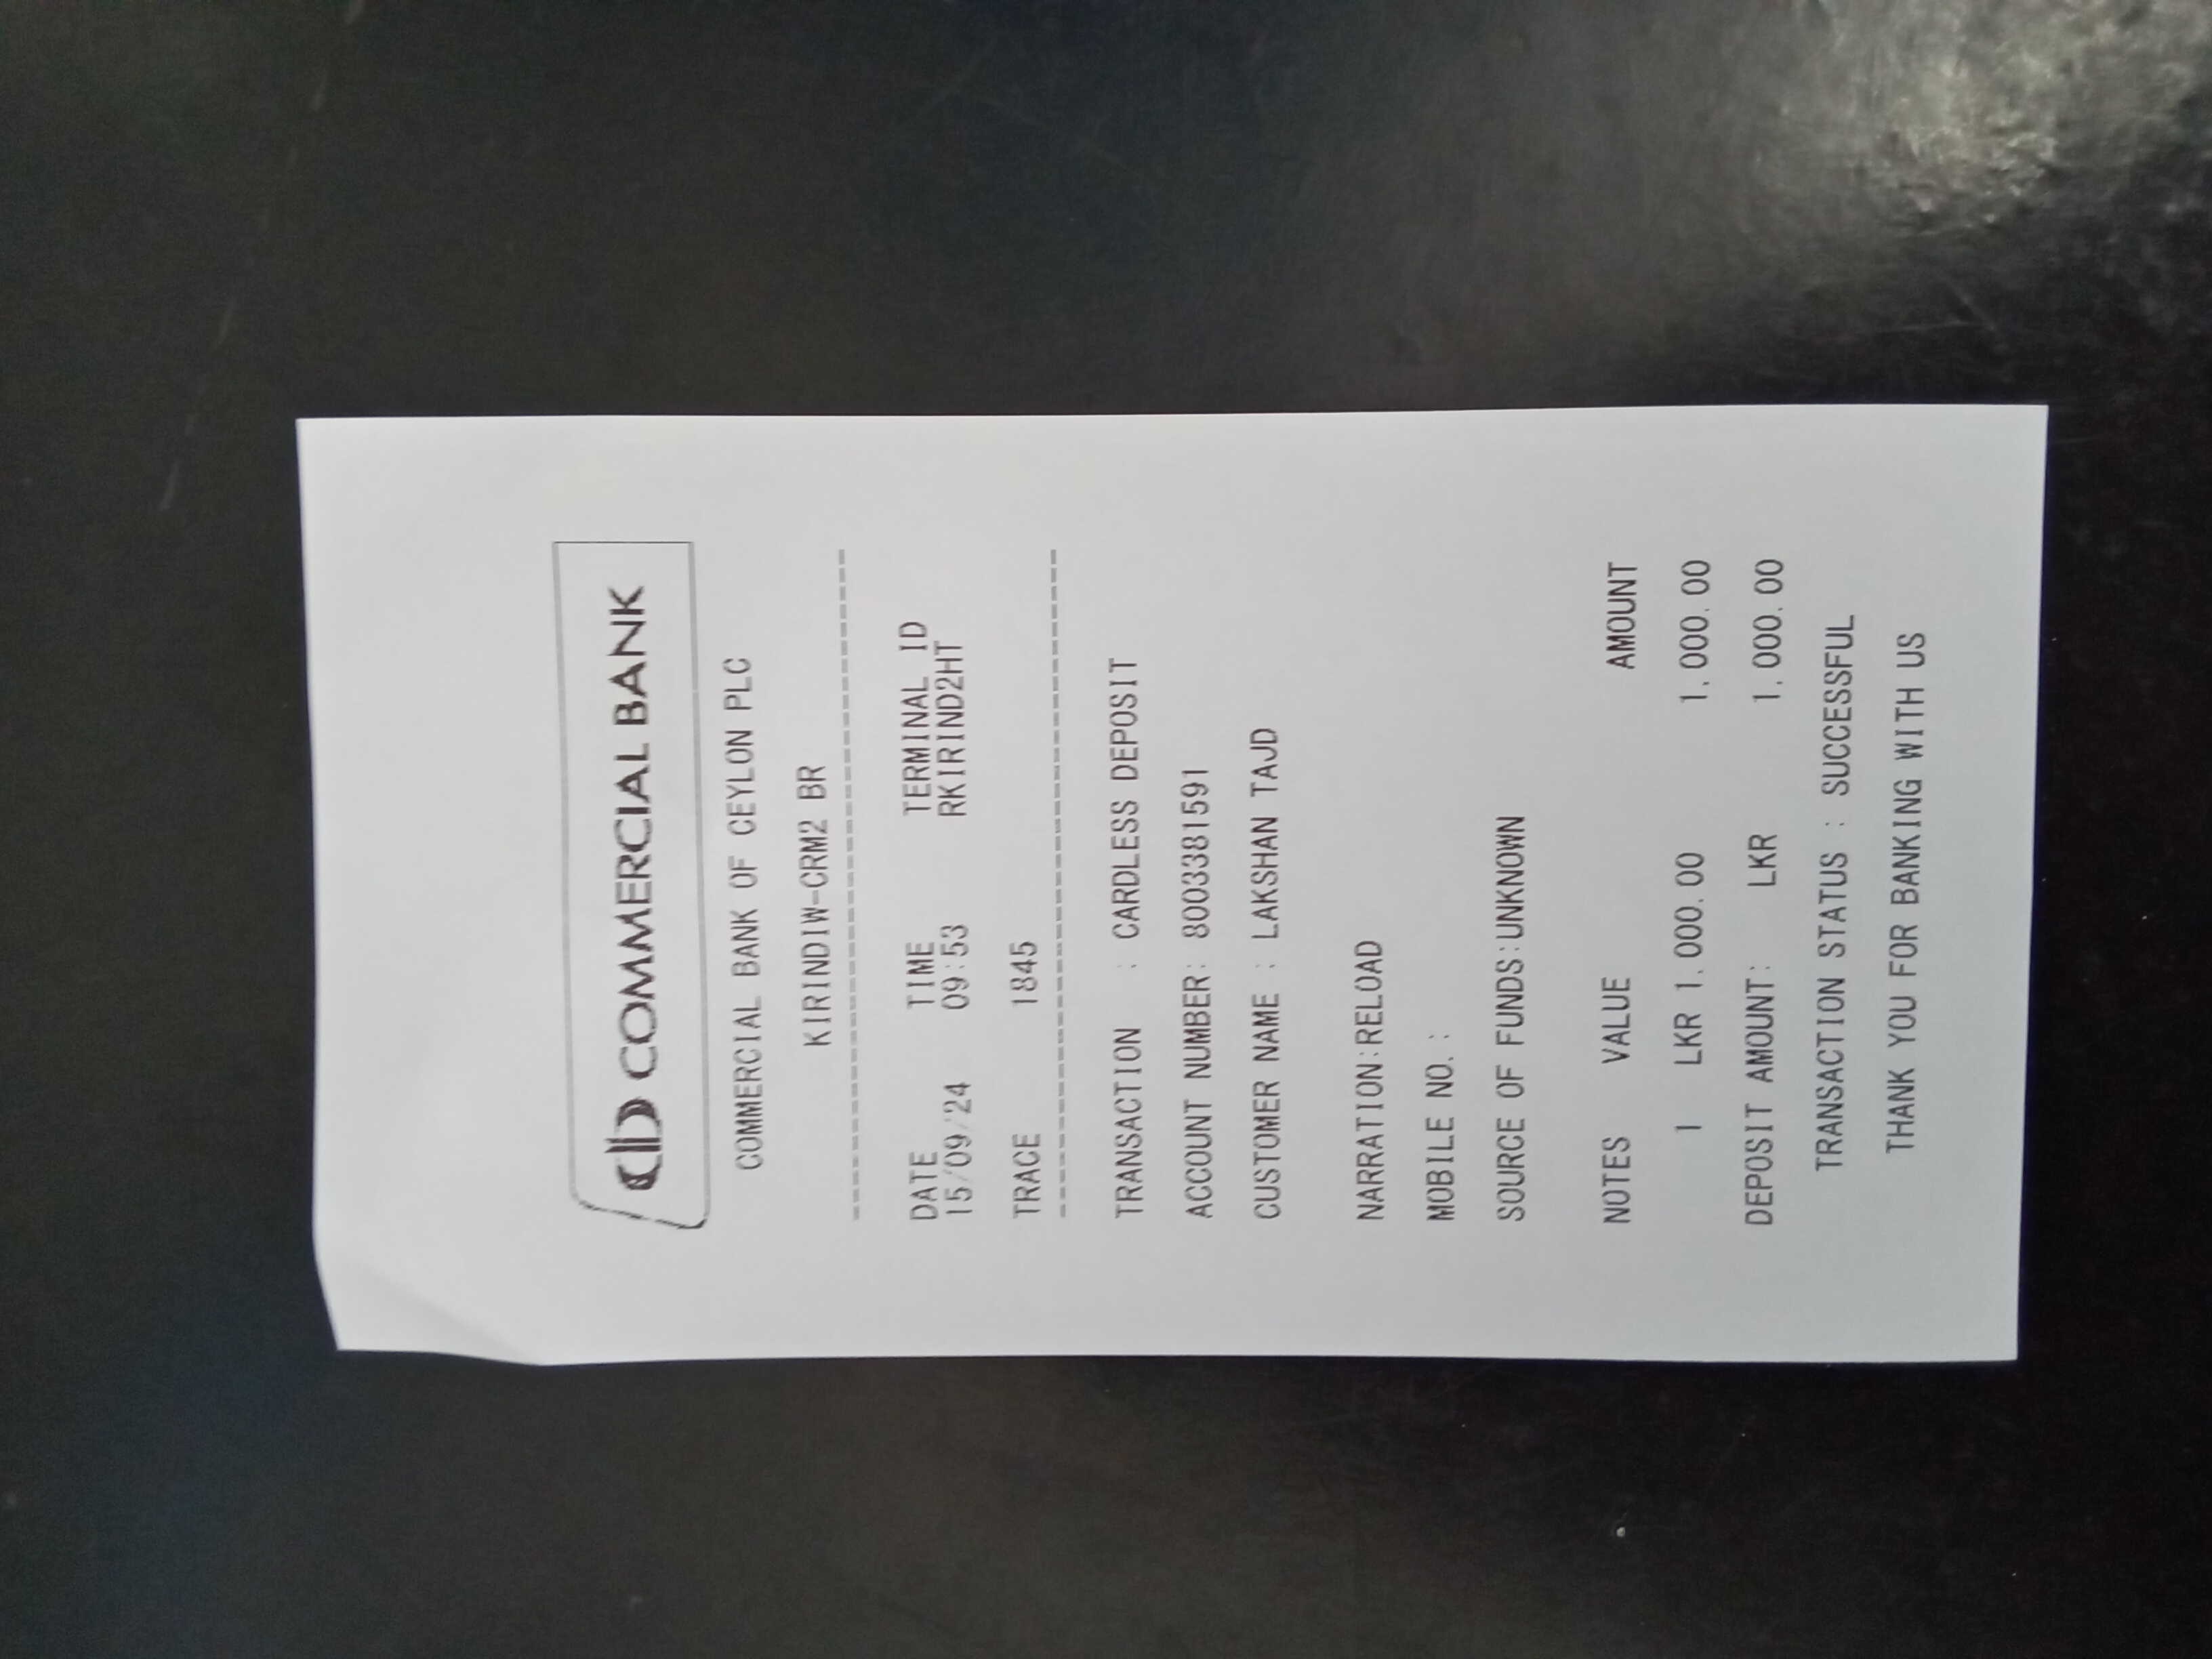 COMMERCIAL BANK
COMMERCIAL BANK OF CEYLON PLC
KIRINDIW-CRM2 BR
--------------------------------
DATE TIME TERMINAL ID
15/09/24 09:53 RKIRIND2HT
TRACE 1845
--------------------------------
TRANSACTION : CARDLESS DEPOSIT
ACCOUNT NUMBER: 8003381591
CUSTOMER NAME : LAKSHAN TAJD
NARRATION:RELOAD
MOBILE NO. :
SOURCE OF FUNDS:UNKNOWN
NOTES VALUE AMOUNT
1 LKR 1,000.00 1,000.00
DEPOSIT AMOUNT: LKR 1,000.00
TRANSACTION STATUS : SUCCESSFUL
THANK YOU FOR BANKING WITH US